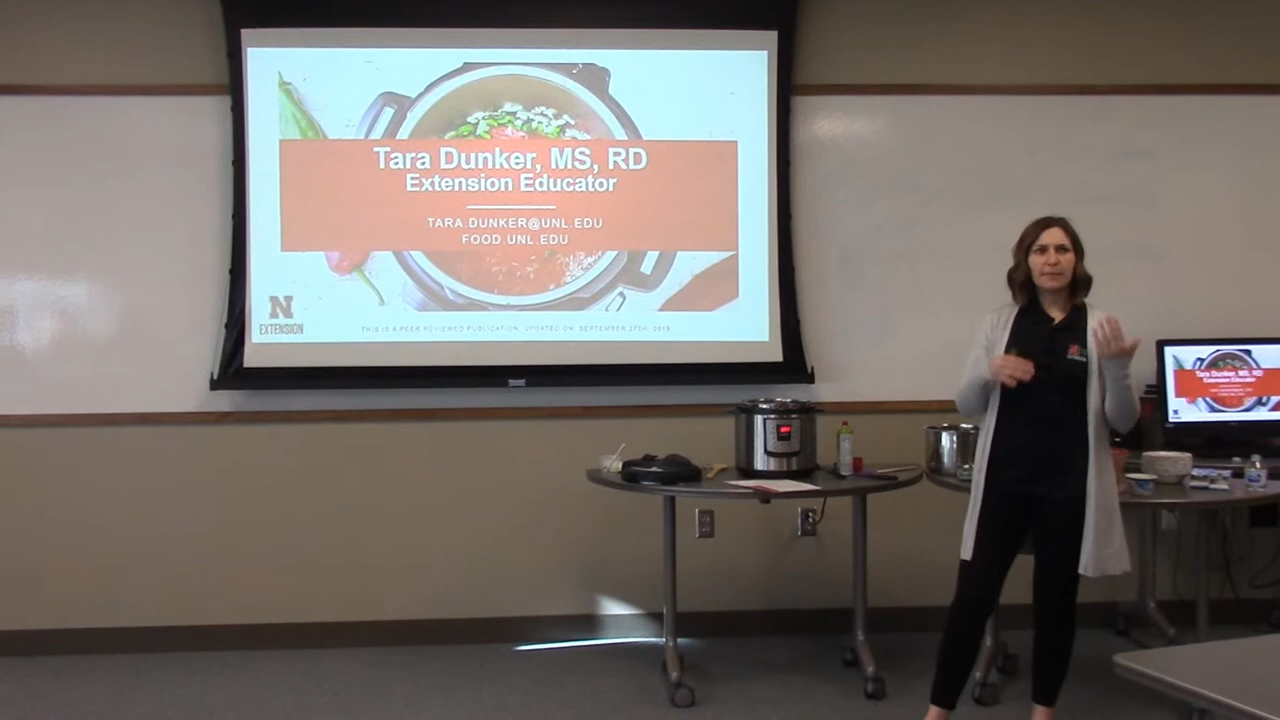 Tara Dunker, MS, RD
Extension Educator
TARA.DUNKER@UNL.EDU
FOOD.UNL.EDU
N
EXTENSION
THIS IS A PEER REVIEWED PUBLICATION. UPDATED ON: SEPTEMBER 27TH, 2019
Tara Dunker, MS, RD
Extension Educator